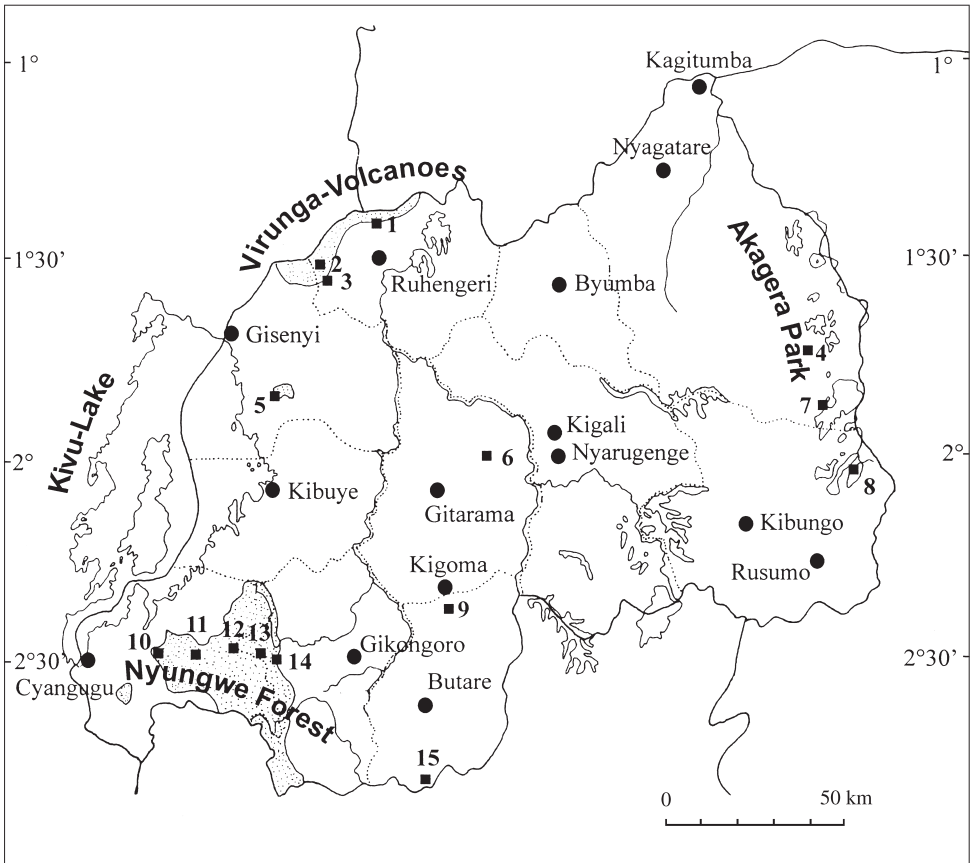 Kagitumba
1°
1°
Nyagatare
Virunga-Volcanoes
1
Akagera Park
1°30’
2
1°30’
3
Ruhengeri
Byumba
Gisenyi
4
5
7
Kivu-Lake
Kigali
2°
6
Nyarugenge
2°
8
Kibuye
Gitarama
Kibungo
Kigoma
Rusumo
9
10
11
12
13
Gikongoro
2°30’
14
2°30’
Nyungwe Forest
Cyangugu
Butare
15
0
50 km